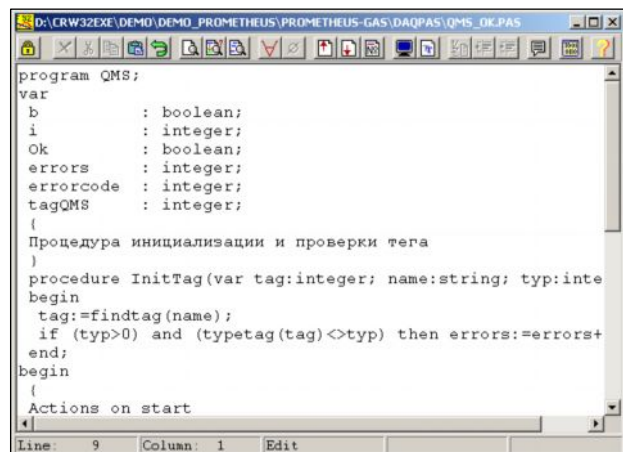 D:\CRW32EXE\DEMO\DEMO_PROMETHEUS\PROMETHEUS-GAS\DAQPAS\QMS_OK.PAS
program QMS;
var
b : boolean;
i : integer;
Ok : boolean;
errors : integer;
errorcode : integer;
tagQMS : integer;
{
Процедура инициализации и проверки тега
}
procedure InitTag(var tag:integer; name:string; typ:inte
begin
tag:=findtag(name);
if (typ>0) and (typetag(tag)<>typ) then errors:=errors+
end;
begin
{
Actions on start
Line: 9 Column: 1 Edit